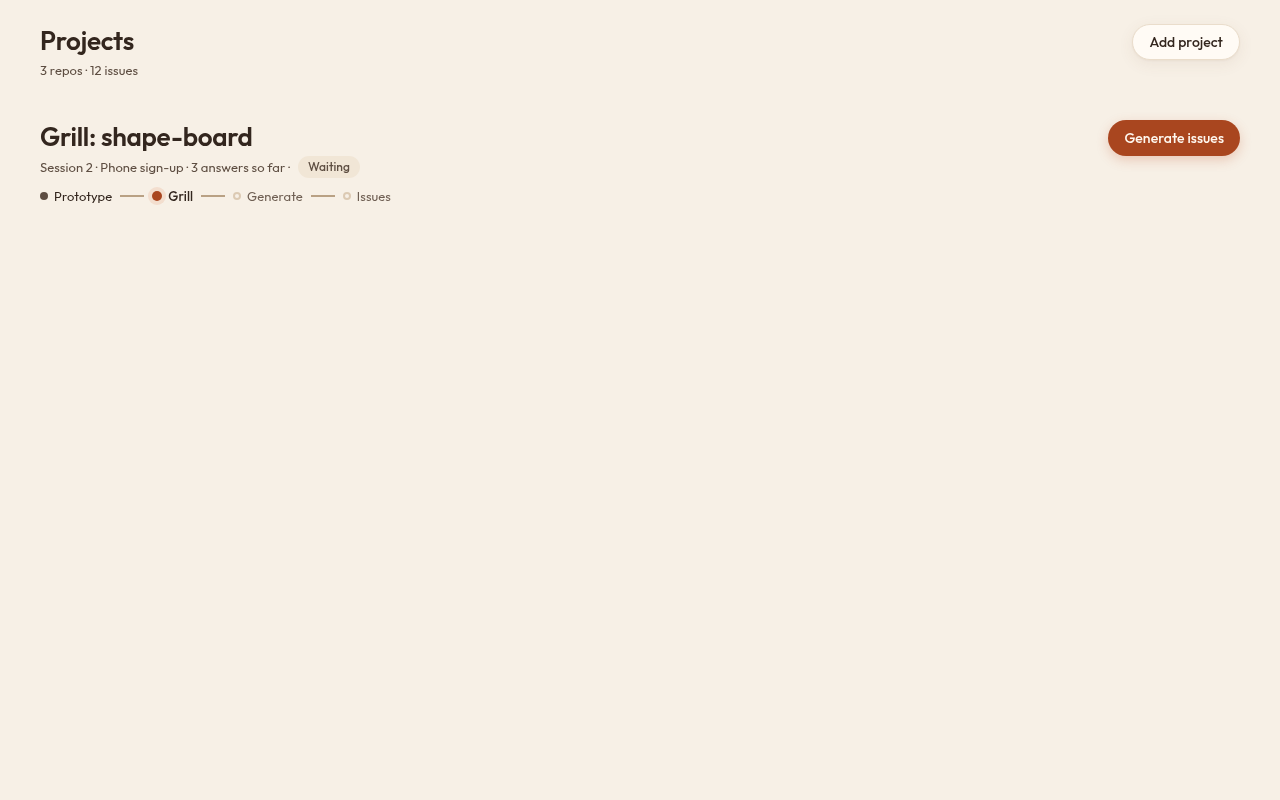 Projects
Add project
3 repos · 12 issues
Grill: shape-board
Generate issues
Session 2 · Phone sign-up · 3 answers so far · Waiting
Prototype Grill Generate Issues